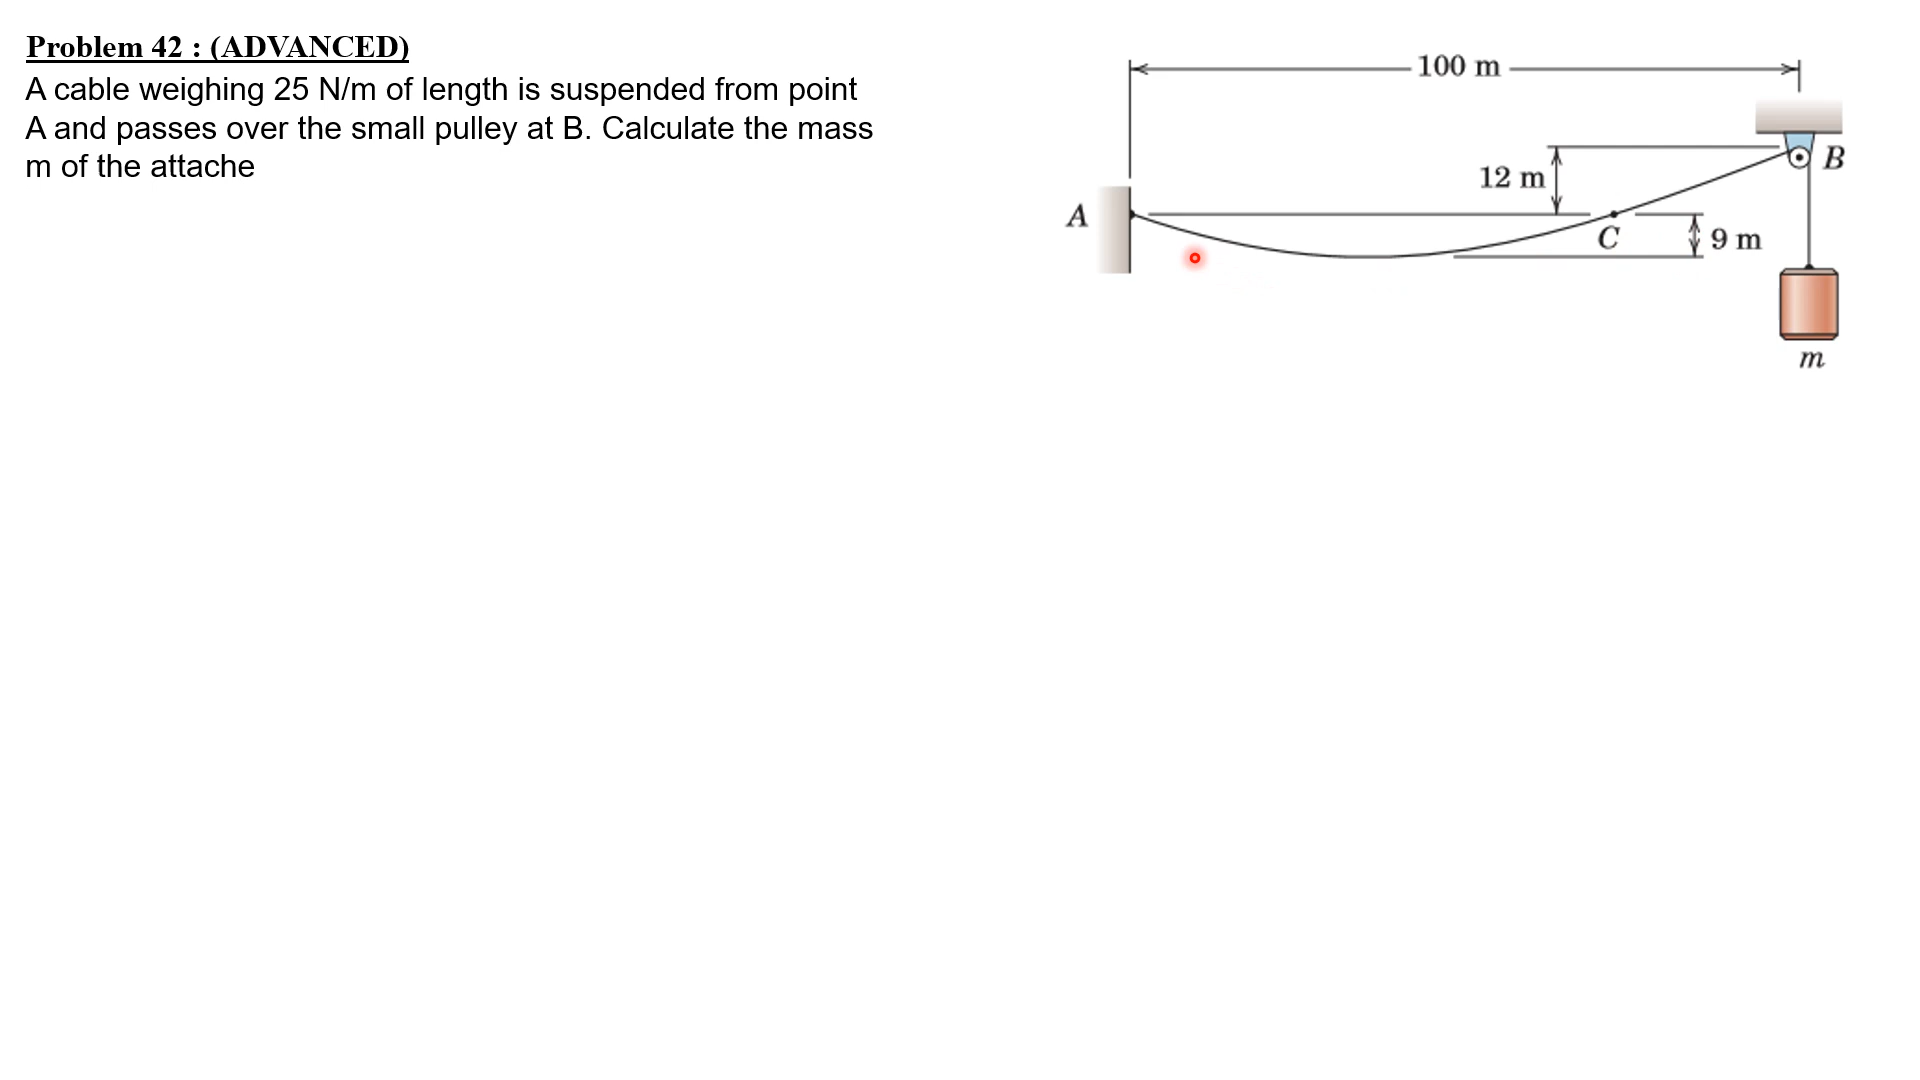 Problem 42 : (ADVANCED)
A cable weighing 25 N/m of length is suspended from point
A and passes over the small pulley at B. Calculate the mass
m of the attache
100 m
12 m
B
A
C
9 m
m